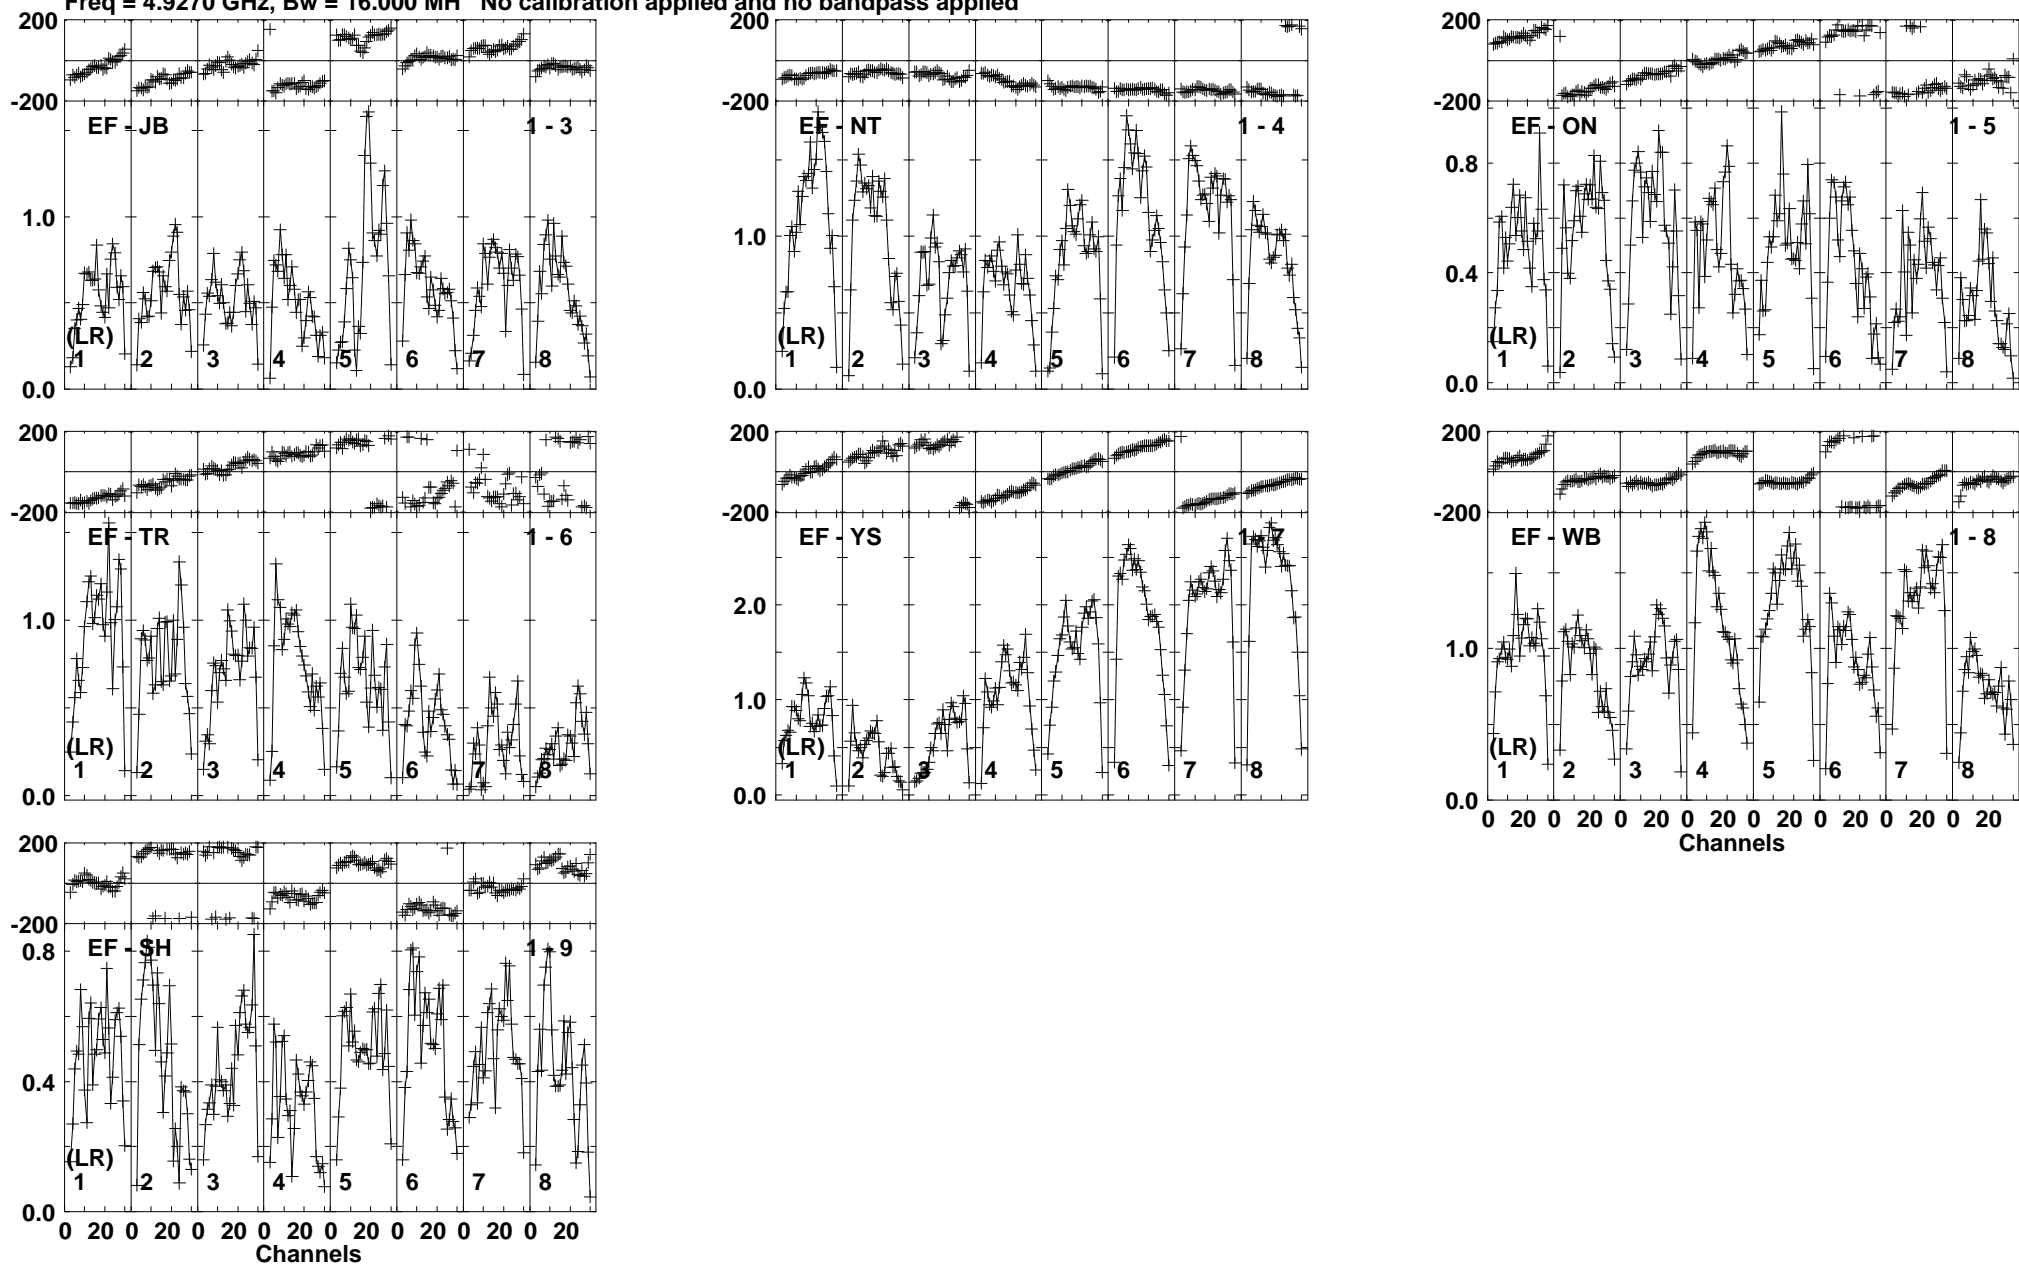 Freq = 4.9270 GHz, Bw = 16.000 MH No calibration applied and no bandpass applied
200
-200
EF - JB 1 - 3
1.0
(LR)
1 2 3 4 5 6 7 8
0.0
200
-200
EF - NT 1 - 4
1.0
(LR)
1 2 3 4 5 6 7 8
0.0
200
-200
EF - ON 1 - 5
0.8
0.4
(LR)
1 2 3 4 5 6 7 8
0.0
200
-200
EF - TR 1 - 6
1.0
(LR)
1 2 3 4 5 6 7 8
0.0
200
-200
EF - YS 1 - 7
2.0
1.0
(LR)
1 2 3 4 5 6 7 8
0.0
200
-200
EF - WB 1 - 8
1.0
(LR)
1 2 3 4 5 6 7 8
0.0
0 20 0 20 0 20 0 20 0 20 0 20 0 20 0 20
Channels
200
-200
EF - SH 1 - 9
0.8
0.4
(LR)
1 2 3 4 5 6 7 8
0.0
0 20 0 20 0 20 0 20 0 20 0 20 0 20 0 20
Channels